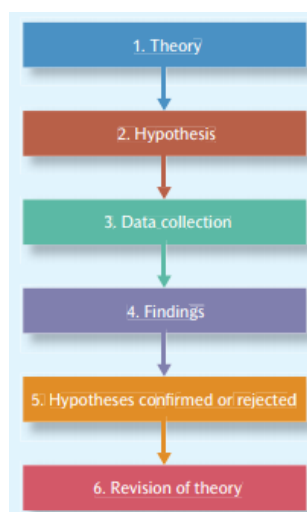 1. Theory
2. Hypothesis
3. Data collection
4. Findings
5. Hypotheses confirmed or rejected
6. Revision of theory